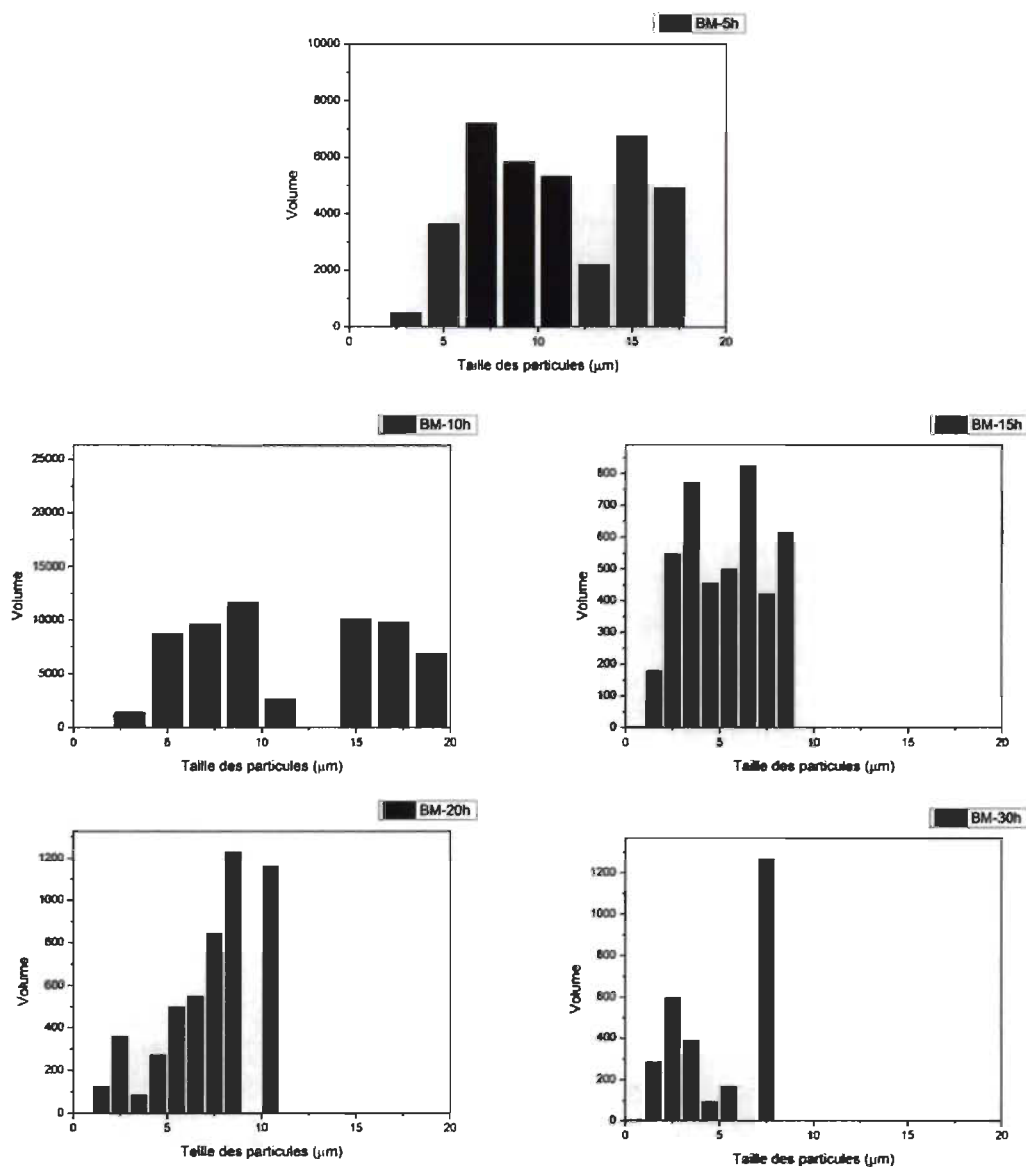 BM-5h
10000
8000
6000
4000
2000
0
Volume
0 5 10 15 20
Taille des particules (µm)
BM-10h
25000
20000
15000
10000
5000
0
Volume
0 5 10 15 20
Taille des particules (µm)
BM-15h
800
700
600
500
400
300
200
100
0
Volume
0 5 10 15 20
Taille des particules (µm)
BM-20h
1200
1000
800
600
400
200
0
Volume
0 5 10 15 20
Taille des particules (µm)
BM-30h
1200
1000
800
600
400
200
0
Volume
0 5 10 15 20
Taille des particules (µm)